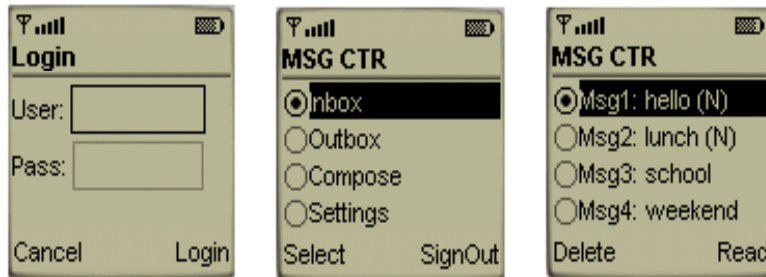 Login
User:
Pass:
Cancel Login
MSG CTR
Inbox
Outbox
Compose
Settings
Select SignOut
MSG CTR
Msg1: hello (N)
Msg2: lunch (N)
Msg3: school
Msg4: weekend
Delete Read